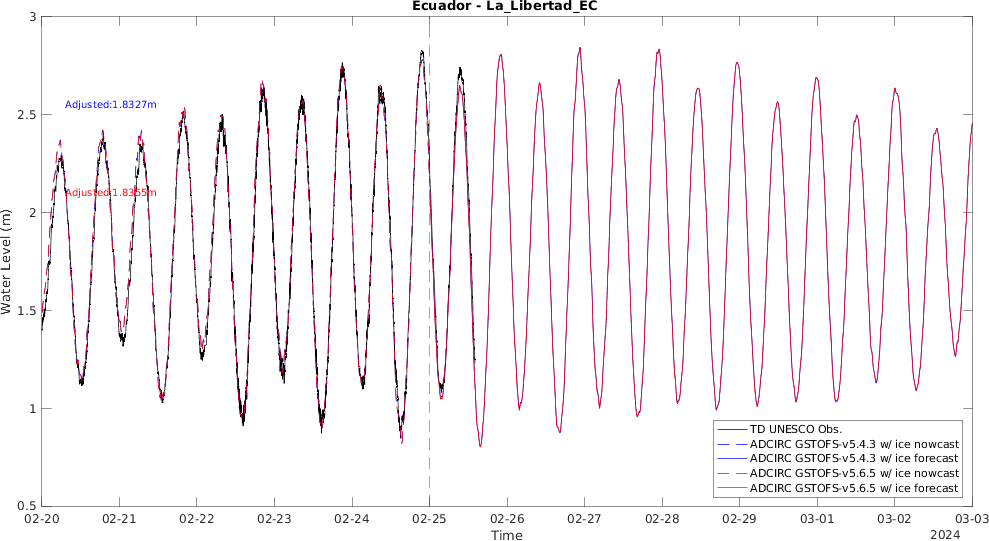 Ecuador - La_Libertad_EC
3
2.5
2
1.5
1
0.5
Water Level (m)
Adjusted:1.8327m
Adjusted:1.8355m
TD UNESCO Obs.
ADCIRC GSTOFS-v5.4.3 w/ ice nowcast
ADCIRC GSTOFS-v5.4.3 w/ ice forecast
ADCIRC GSTOFS-v5.6.5 w/ ice nowcast
ADCIRC GSTOFS-v5.6.5 w/ ice forecast
02-20 02-21 02-22 02-23 02-24 02-25 02-26 02-27 02-28 02-29 03-01 03-02 03-03
Time
2024